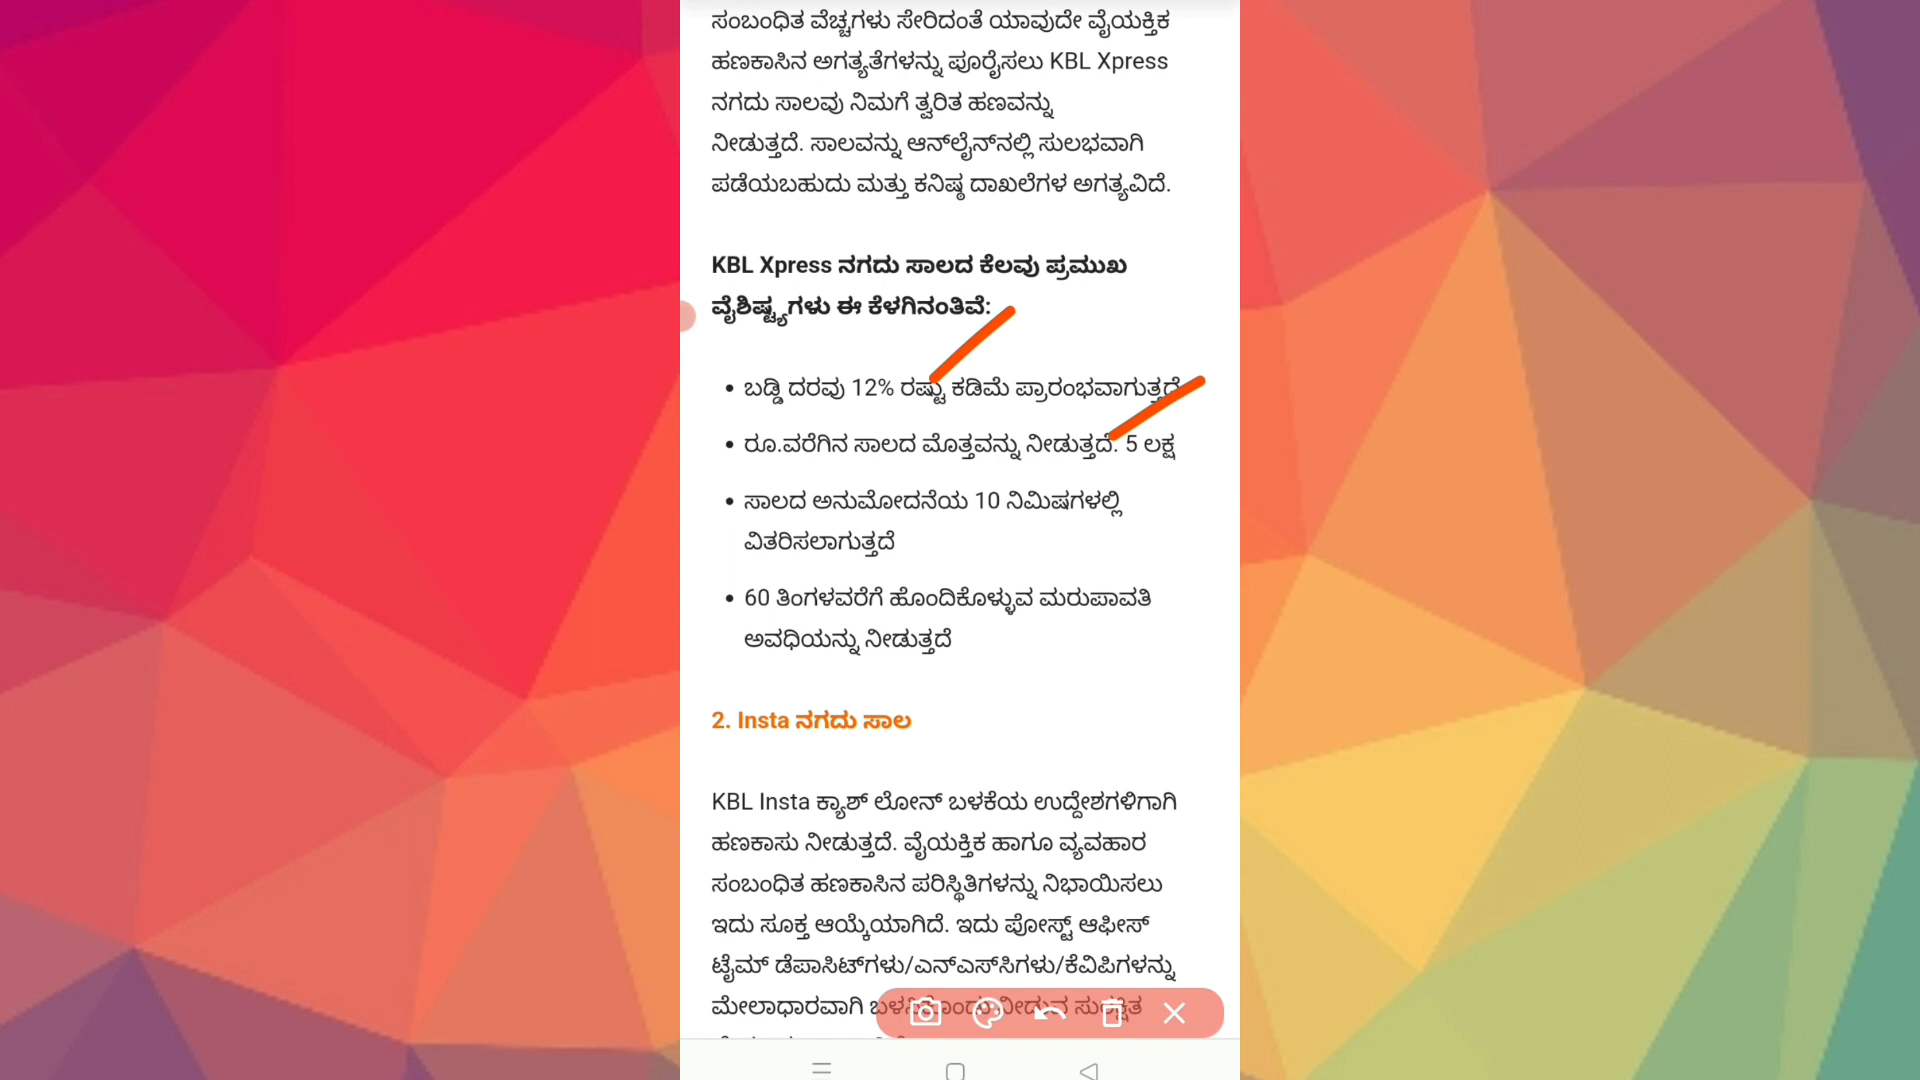 ಸಂಬಂಧಿತ ವೆಚ್ಚಗಳು ಸೇರಿದಂತೆ ಯಾವುದೇ ವೈಯಕ್ತಿಕ
ಹಣಕಾಸಿನ ಅಗತ್ಯತೆಗಳನ್ನು ಪೂರೈಸಲು KBL Xpress
ನಗದು ಸಾಲವು ನಿಮಗೆ ತ್ವರಿತ ಹಣವನ್ನು
ನೀಡುತ್ತದೆ. ಸಾಲವನ್ನು ಆನ್‌ಲೈನ್‌ನಲ್ಲಿ ಸುಲಭವಾಗಿ
ಪಡೆಯಬಹುದು ಮತ್ತು ಕನಿಷ್ಠ ದಾಖಲೆಗಳ ಅಗತ್ಯವಿದೆ.
KBL Xpress ನಗದು ಸಾಲದ ಕೆಲವು ಪ್ರಮುಖ
ವೈಶಿಷ್ಟ್ಯಗಳು ಈ ಕೆಳಗಿನಂತಿವೆ:
• ಬಡ್ಡಿ ದರವು 12% ರಷ್ಟು ಕಡಿಮೆ ಪ್ರಾರಂಭವಾಗುತ್ತದೆ
• ರೂ.ವರೆಗಿನ ಸಾಲದ ಮೊತ್ತವನ್ನು ನೀಡುತ್ತದೆ. 5 ಲಕ್ಷ
• ಸಾಲದ ಅನುಮೋದನೆಯ 10 ನಿಮಿಷಗಳಲ್ಲಿ
ವಿತರಿಸಲಾಗುತ್ತದೆ
• 60 ತಿಂಗಳವರೆಗೆ ಹೊಂದಿಕೊಳ್ಳುವ ಮರುಪಾವತಿ
ಅವಧಿಯನ್ನು ನೀಡುತ್ತದೆ
2. Insta ನಗದು ಸಾಲ
KBL Insta ಕ್ಯಾಶ್ ಲೋನ್ ಬಳಕೆಯ ಉದ್ದೇಶಗಳಿಗಾಗಿ
ಹಣಕಾಸು ನೀಡುತ್ತದೆ. ವೈಯಕ್ತಿಕ ಹಾಗೂ ವ್ಯವಹಾರ
ಸಂಬಂಧಿತ ಹಣಕಾಸಿನ ಪರಿಸ್ಥಿತಿಗಳನ್ನು ನಿಭಾಯಿಸಲು
ಇದು ಸೂಕ್ತ ಆಯ್ಕೆಯಾಗಿದೆ. ಇದು ಪೋಸ್ಟ್ ಆಫೀಸ್
ಟೈಮ್ ಡೆಪಾಸಿಟ್‌ಗಳು/ಎನ್‌ಎಸ್‌ಸಿಗಳು/ಕೆವಿಪಿಗಳನ್ನು
ಮೇಲಾಧಾರವಾಗಿ ಬಳಸಿಕೊಂಡು ನೀಡುವ ಸುರಕ್ಷಿತ